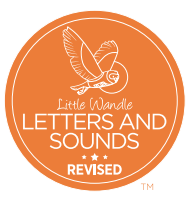 Little Wandle
LETTERS AND
SOUNDS
REVISED
TM